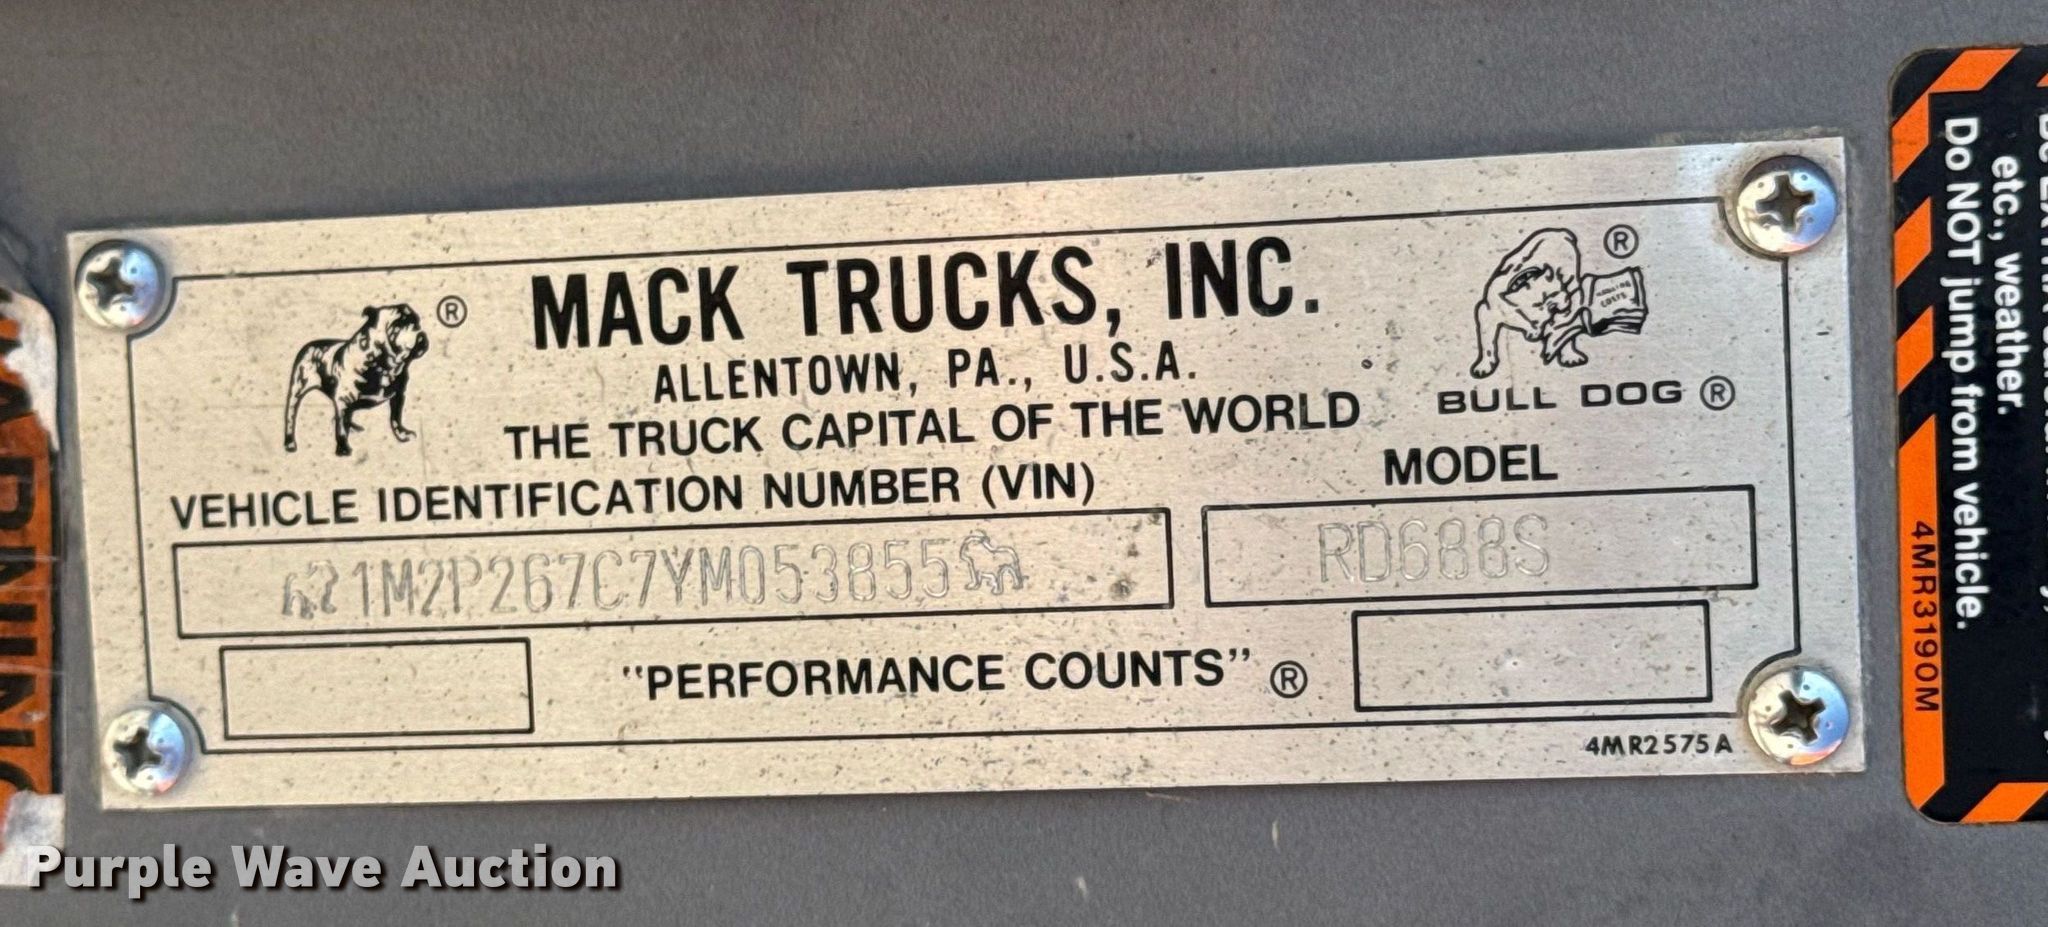 MACK TRUCKS, INC.
ALLENTOWN, PA., U.S.A.
THE TRUCK CAPITAL OF THE WORLD
BULL DOG ®
VEHICLE IDENTIFICATION NUMBER (VIN)
MODEL
1M2P267C7YM053855
RD688S
"PERFORMANCE COUNTS" ®
4MR2575A
etc., weather.
Do NOT jump from vehicle.
4MR3190M
WARNING
Purple Wave Auction